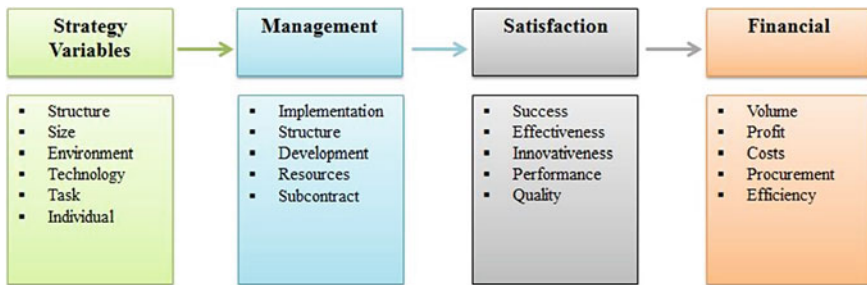 Strategy
Variables
Management
Satisfaction
Financial
▪ Structure
▪ Size
▪ Environment
▪ Technology
▪ Task
▪ Individual
▪ Implementation
▪ Structure
▪ Development
▪ Resources
▪ Subcontract
▪ Success
▪ Effectiveness
▪ Innovativeness
▪ Performance
▪ Quality
▪ Volume
▪ Profit
▪ Costs
▪ Procurement
▪ Efficiency